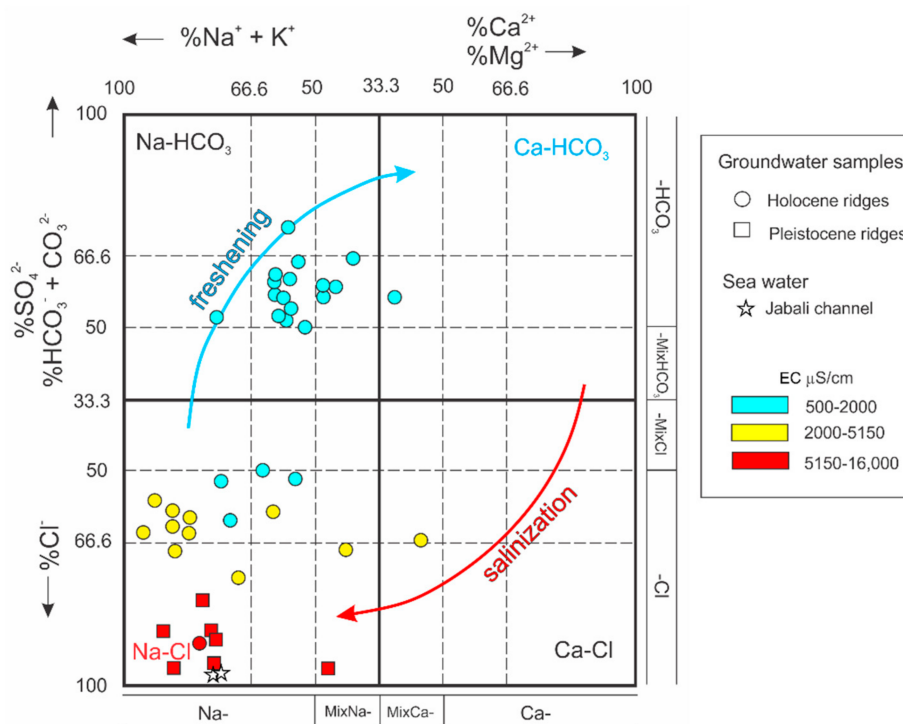 %Na⁺ + K⁺
%Ca²⁺
%Mg²⁺
100 66.6 50 33.3 50 66.6 100
100
66.6
50
33.3
50
66.6
100
%SO₄²⁻
%HCO₃⁻ + CO₃²⁻
%Cl⁻
Na-HCO₃
Ca-HCO₃
freshening
salinization
Na-Cl
Ca-Cl
-HCO₃
-MixHCO₃
-MixCl
-Cl
Na- MixNa- MixCa- Ca-
Groundwater samples
Holocene ridges
Pleistocene ridges
Sea water
Jabali channel
EC µS/cm
500-2000
2000-5150
5150-16,000